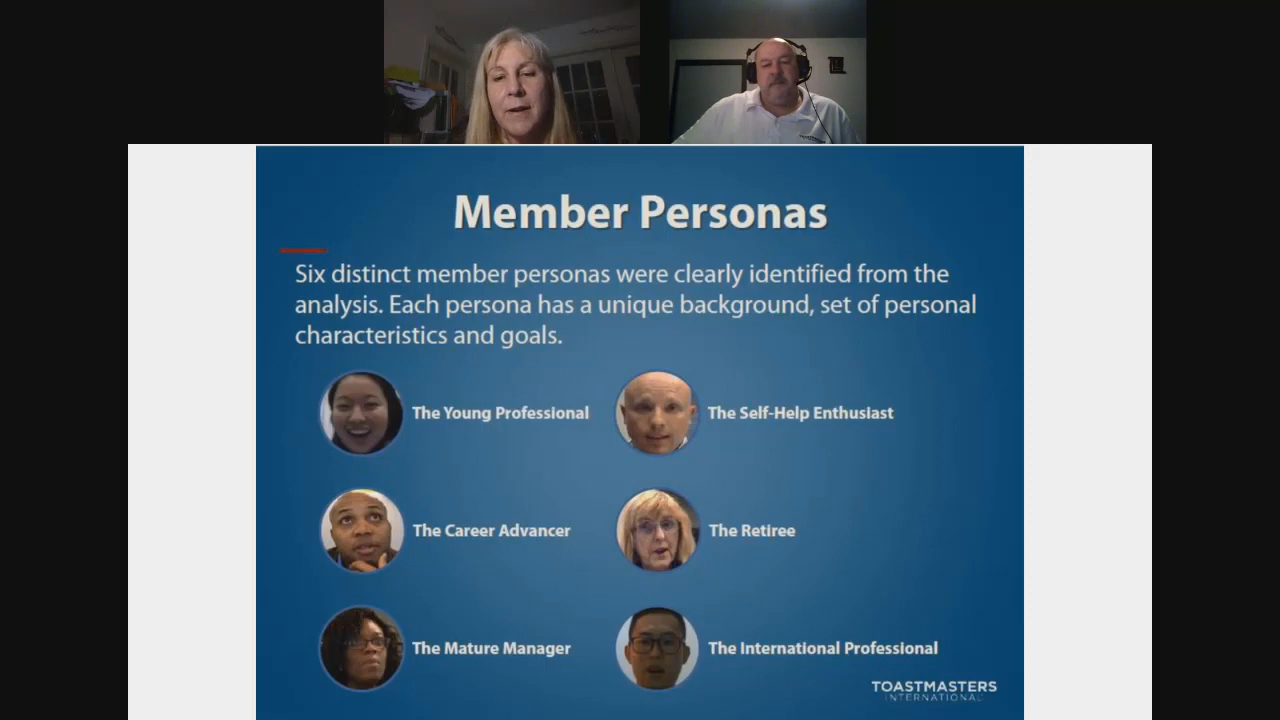 Member Personas
Six distinct member personas were clearly identified from the
analysis. Each persona has a unique background, set of personal
characteristics and goals.
The Young Professional
The Self-Help Enthusiast
The Career Advancer
The Retiree
The Mature Manager
The International Professional
TOASTMASTERS
INTERNATIONAL